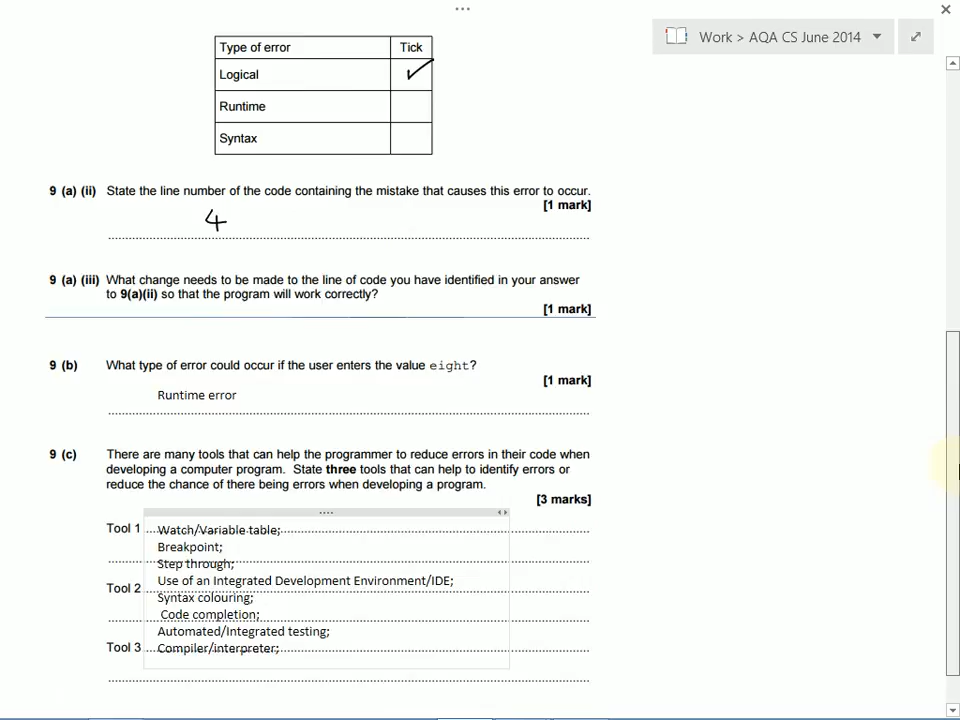 Work > AQA CS June 2014
Type of error Tick
Logical ✓
Runtime
Syntax
9 (a) (ii) State the line number of the code containing the mistake that causes this error to occur.
[1 mark]
4
9 (a) (iii) What change needs to be made to the line of code you have identified in your answer
to 9(a)(ii) so that the program will work correctly?
[1 mark]
9 (b) What type of error could occur if the user enters the value eight?
[1 mark]
Runtime error
9 (c) There are many tools that can help the programmer to reduce errors in their code when
developing a computer program. State three tools that can help to identify errors or
reduce the chance of there being errors when developing a program.
[3 marks]
Tool 1 Watch/Variable table;
Breakpoint;
Step through;
Use of an Integrated Development Environment/IDE;
Tool 2
Syntax colouring;
Code completion;
Automated/Integrated testing;
Tool 3 Compiler/interpreter;